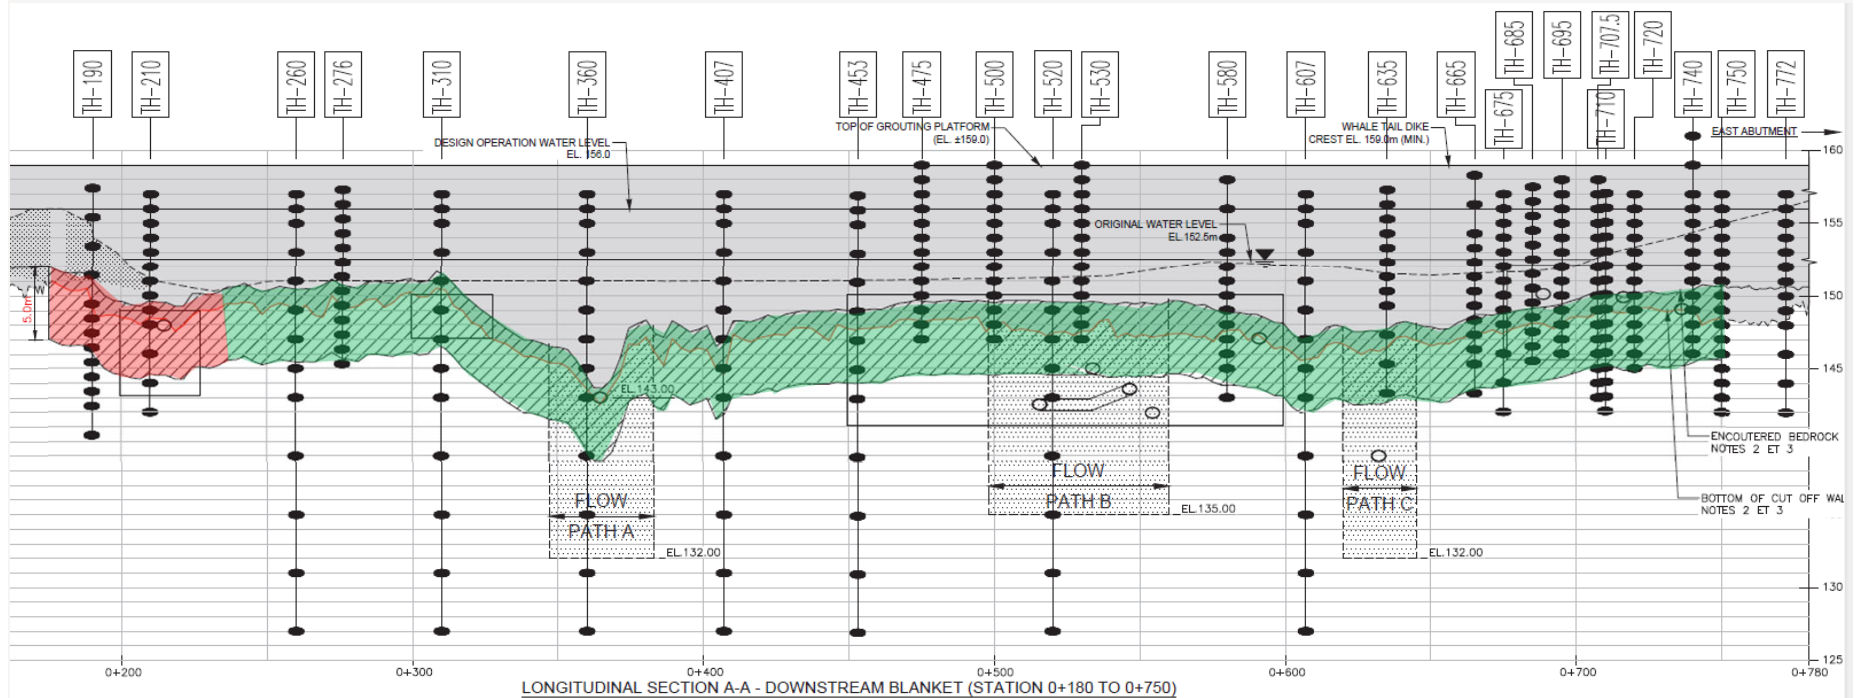 TH-190
TH-210
TH-260
TH-276
TH-310
TH-360
TH-407
TH-453
TH-475
TH-500
TH-520
TH-530
TH-580
TH-607
TH-635
TH-665
TH-675
TH-685
TH-695
TH-707.5
TH-710
TH-720
TH-740
TH-750
TH-772
DESIGN OPERATION WATER LEVEL
EL. 156.0
TOP OF GROUTING PLATFORM
(EL. ±159.0)
WHALE TAIL DIKE
CREST EL. 159.0m (MIN.)
EAST ABUTMENT
ORIGINAL WATER LEVEL
EL.152.5m
160
155
150
145
130
125
5.0m
EL.143.00
FLOW
PATH A
EL.132.00
FLOW
PATH B
EL.135.00
FLOW
PATH C
EL.132.00
ENCOUTERED BEDROCK
NOTES 2 ET 3
BOTTOM OF CUT OFF WAL
NOTES 2 ET 3
0+200
0+300
0+400
0+500
0+600
0+700
0+780
LONGITUDINAL SECTION A-A - DOWNSTREAM BLANKET (STATION 0+180 TO 0+750)